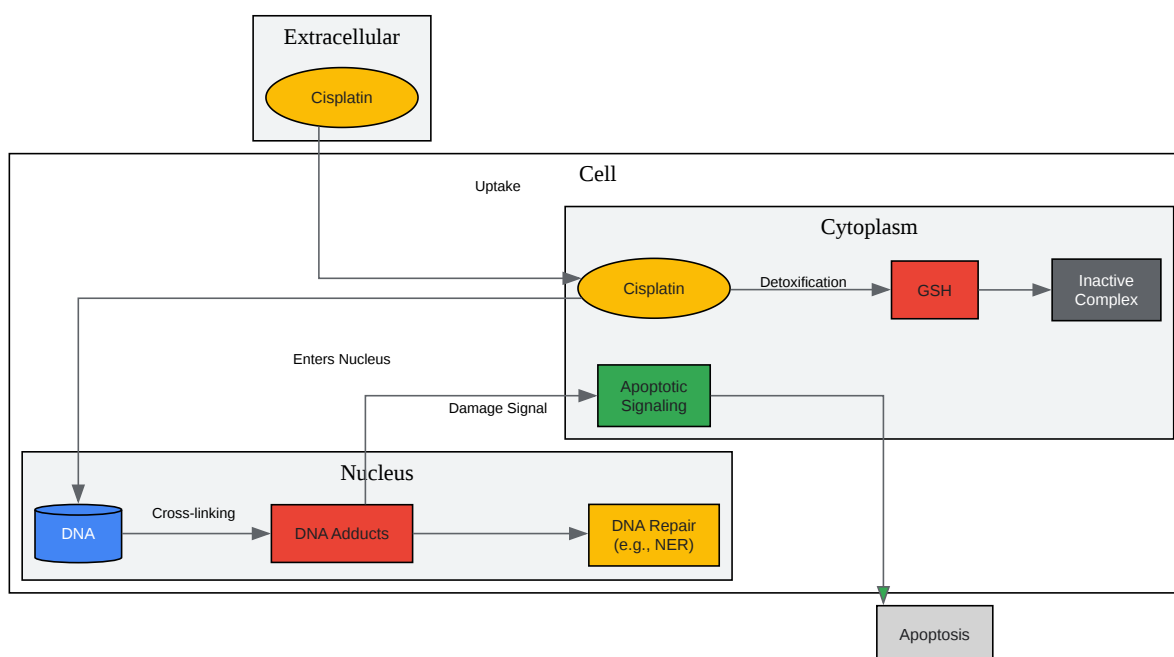 Extracellular
Cisplatin
Uptake
Cell
Cytoplasm
Cisplatin
Detoxification
GSH
Inactive
Complex
Enters Nucleus
Apoptotic
Signaling
Damage Signal
Nucleus
DNA
Cross-linking
DNA Adducts
DNA Repair
(e.g., NER)
Apoptosis